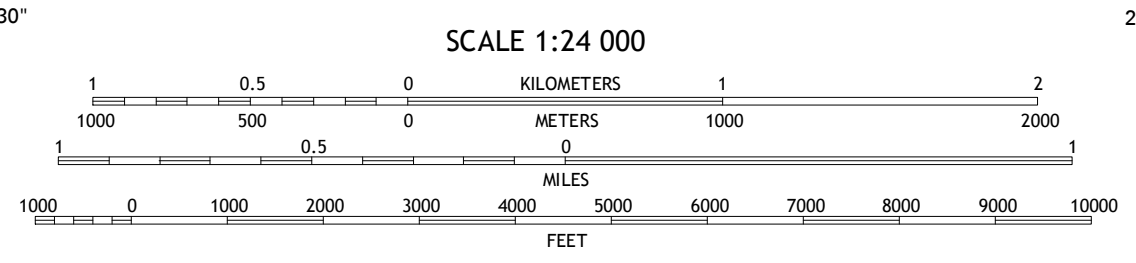 30" 2
SCALE 1:24 000
1 0.5 0 KILOMETERS 1 2
1000 500 0 METERS 1000 2000
1 0.5 0 1
MILES
1000 0 1000 2000 3000 4000 5000 6000 7000 8000 9000 10000
FEET